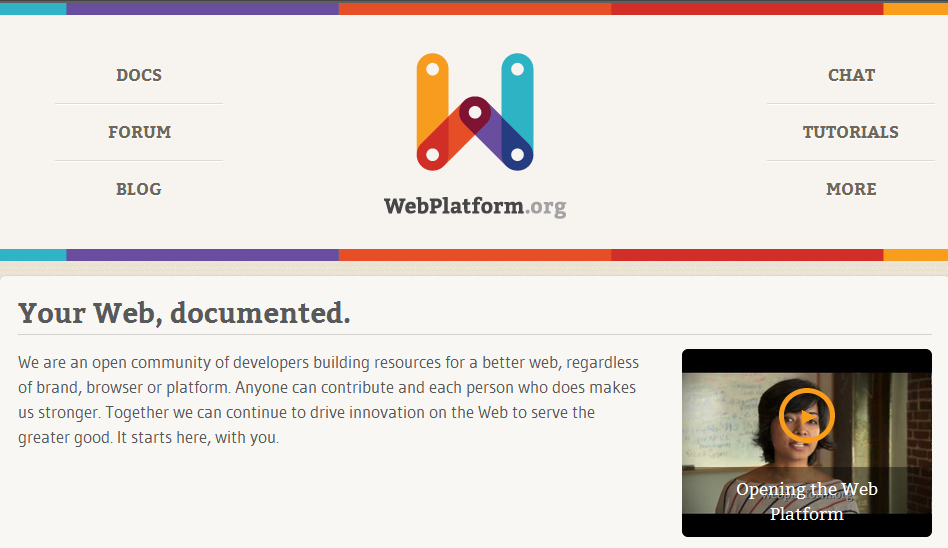 DOCS
FORUM
BLOG
WebPlatform.org
CHAT
TUTORIALS
MORE
Your Web, documented.
We are an open community of developers building resources for a better web, regardless
of brand, browser or platform. Anyone can contribute and each person who does makes
us stronger. Together we can continue to drive innovation on the Web to serve the
greater good. It starts here, with you.
Opening the Web
Platform